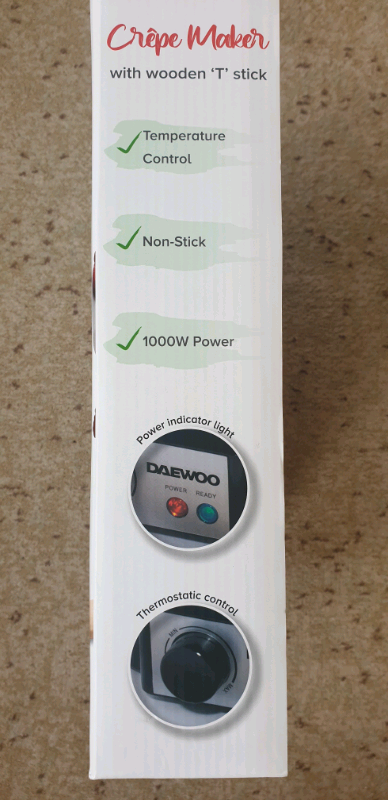 Crêpe Maker
with wooden ‘T’ stick
Temperature
Control
Non-Stick
1000W Power
Power indicator light
DAEWOO
POWER READY
Thermostatic control